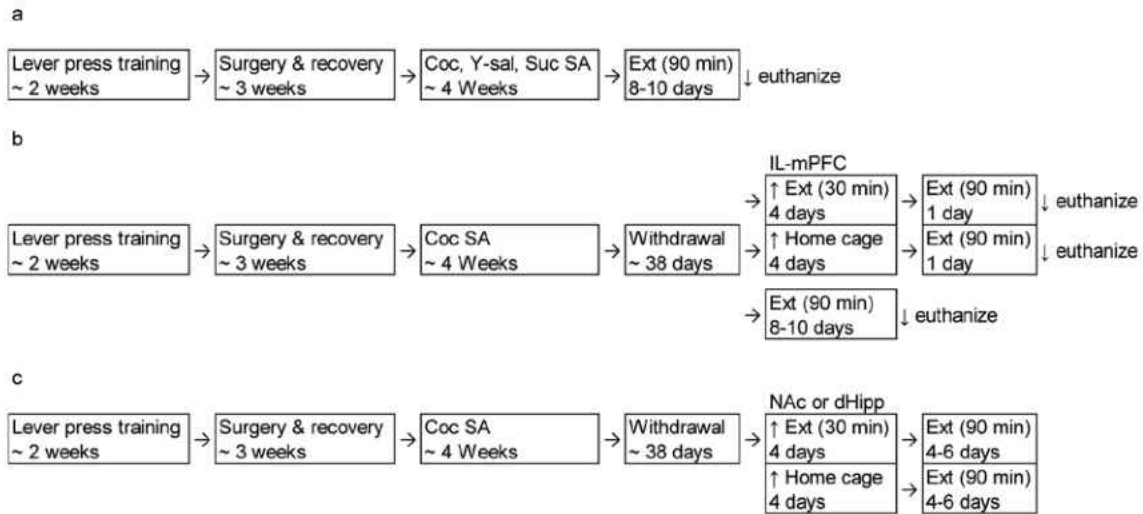 a
Lever press training → Surgery & recovery → Coc, Y-sal, Suc SA → Ext (90 min)
~ 2 weeks ~ 3 weeks ~ 4 Weeks 8-10 days ↓ euthanize
b
IL-mPFC
→ ↑ Ext (30 min) → Ext (90 min) ↓ euthanize
4 days 1 day
Lever press training → Surgery & recovery → Coc SA → Withdrawal → ↑ Home cage → Ext (90 min) ↓ euthanize
~ 2 weeks ~ 3 weeks ~ 4 Weeks ~ 38 days 4 days 1 day
→ Ext (90 min) ↓ euthanize
8-10 days
c
NAc or dHipp
Lever press training → Surgery & recovery → Coc SA → Withdrawal → ↑ Ext (30 min) → Ext (90 min)
~ 2 weeks ~ 3 weeks ~ 4 Weeks ~ 38 days 4 days 4-6 days
↑ Home cage → Ext (90 min)
4 days 4-6 days